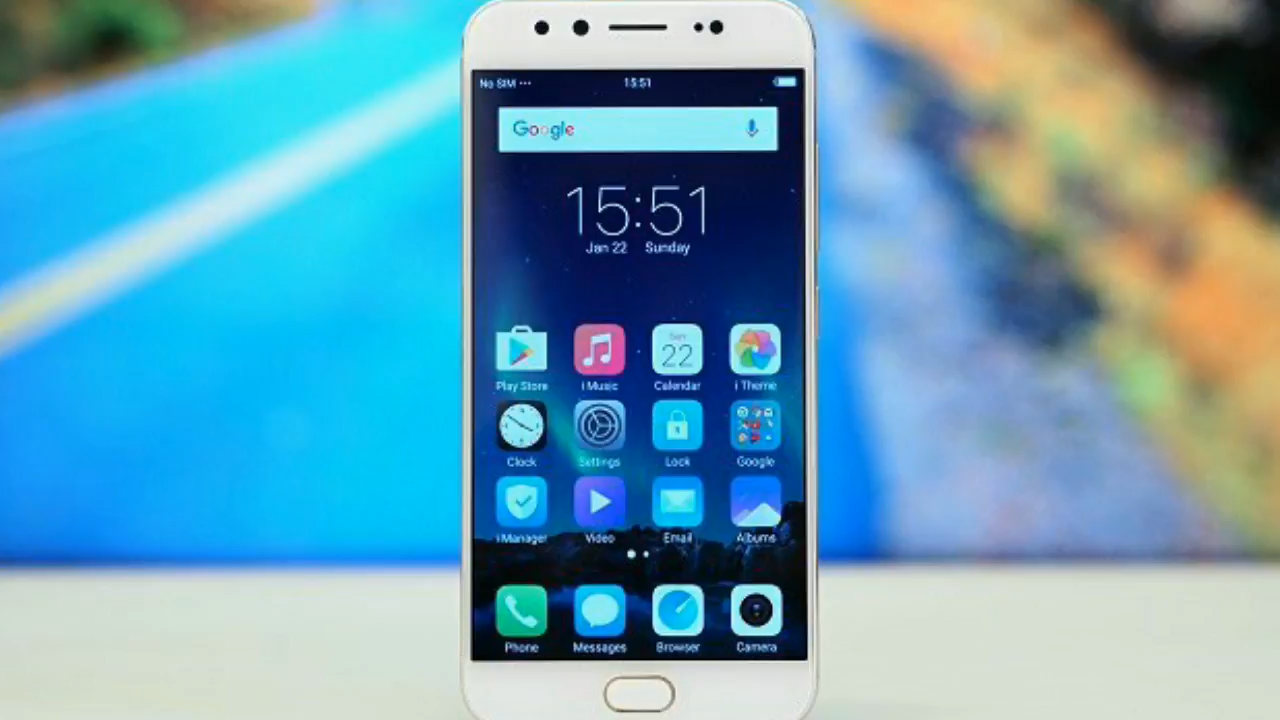 No SIM ··· 15:51
Google
15:51
Jan 22 Sunday
Sun
22
Play Store i Music Calendar i Theme
Clock Settings Lock Google
i Manager Video Email Albums
Phone Messages Browser Camera